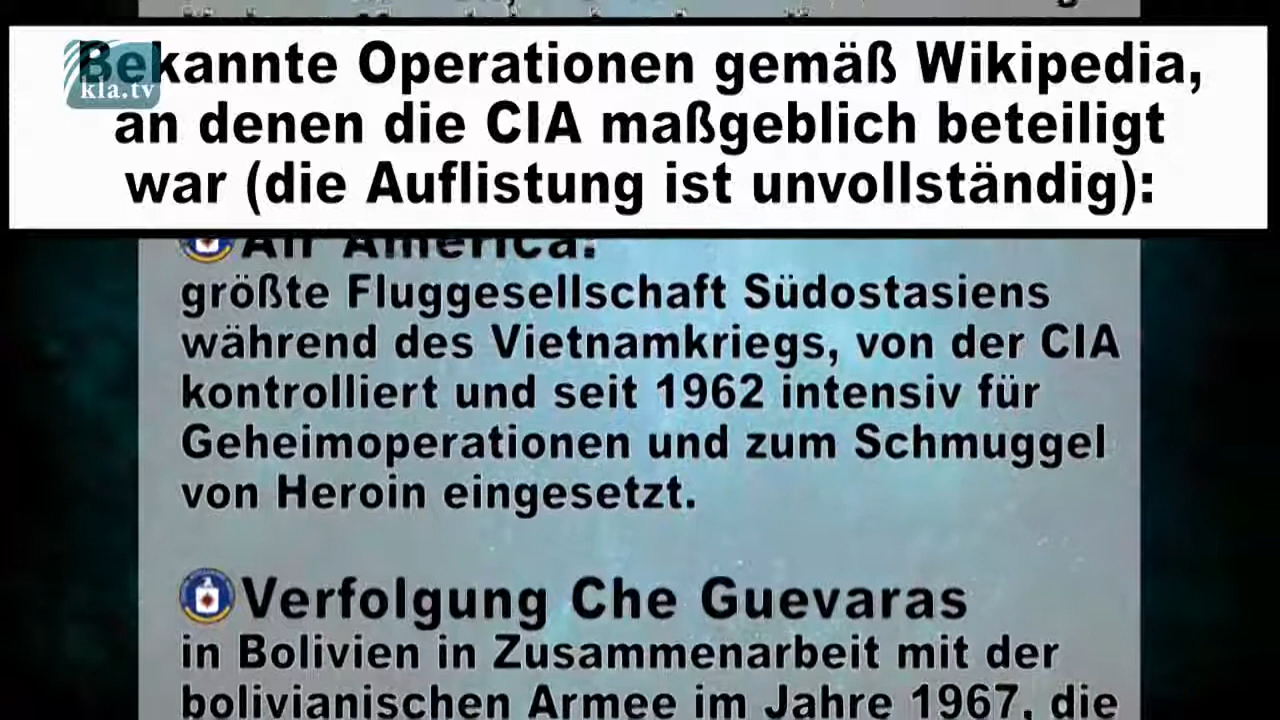 Bekannte Operationen gemäß Wikipedia,
kla.tv
an denen die CIA maßgeblich beteiligt
war (die Auflistung ist unvollständig):
Air America:
größte Fluggesellschaft Südostasiens
während des Vietnamkriegs, von der CIA
kontrolliert und seit 1962 intensiv für
Geheimoperationen und zum Schmuggel
von Heroin eingesetzt.
Verfolgung Che Guevaras
in Bolivien in Zusammenarbeit mit der
bolivianischen Armee im Jahre 1967, die